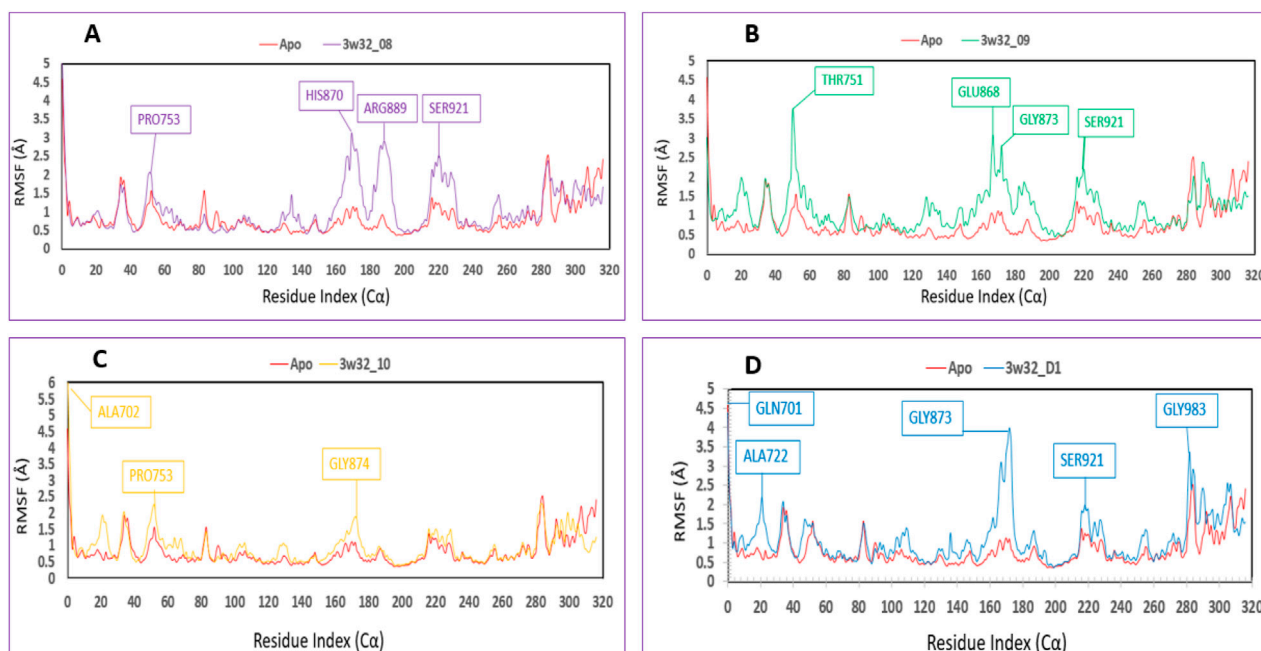 A
Apo 3w32_08
5
4.5
4
3.5
3
2.5
2
1.5
1
0.5
0
RMSF (Å)
PRO753
HIS870
ARG889
SER921
0 20 40 60 80 100 120 140 160 180 200 220 240 260 280 300 320
Residue Index (Cα)
B
Apo 3w32_09
5
4.5
4
3.5
3
2.5
2
1.5
1
0.5
0
RMSF (Å)
THR751
GLU868
GLY873
SER921
0 20 40 60 80 100 120 140 160 180 200 220 240 260 280 300 320
Residue Index (Cα)
C
Apo 3w32_10
6
5.5
5
4.5
4
3.5
3
2.5
2
1.5
1
0.5
0
RMSF (Å)
ALA702
PRO753
GLY874
0 20 40 60 80 100 120 140 160 180 200 220 240 260 280 300 320
Residue Index (Cα)
D
Apo 3w32_D1
5
4.5
4
3.5
3
2.5
2
1.5
1
0.5
0
RMSF (Å)
GLN701
ALA722
GLY873
SER921
GLY983
0 20 40 60 80 100 120 140 160 180 200 220 240 260 280 300 320
Residue Index (Cα)